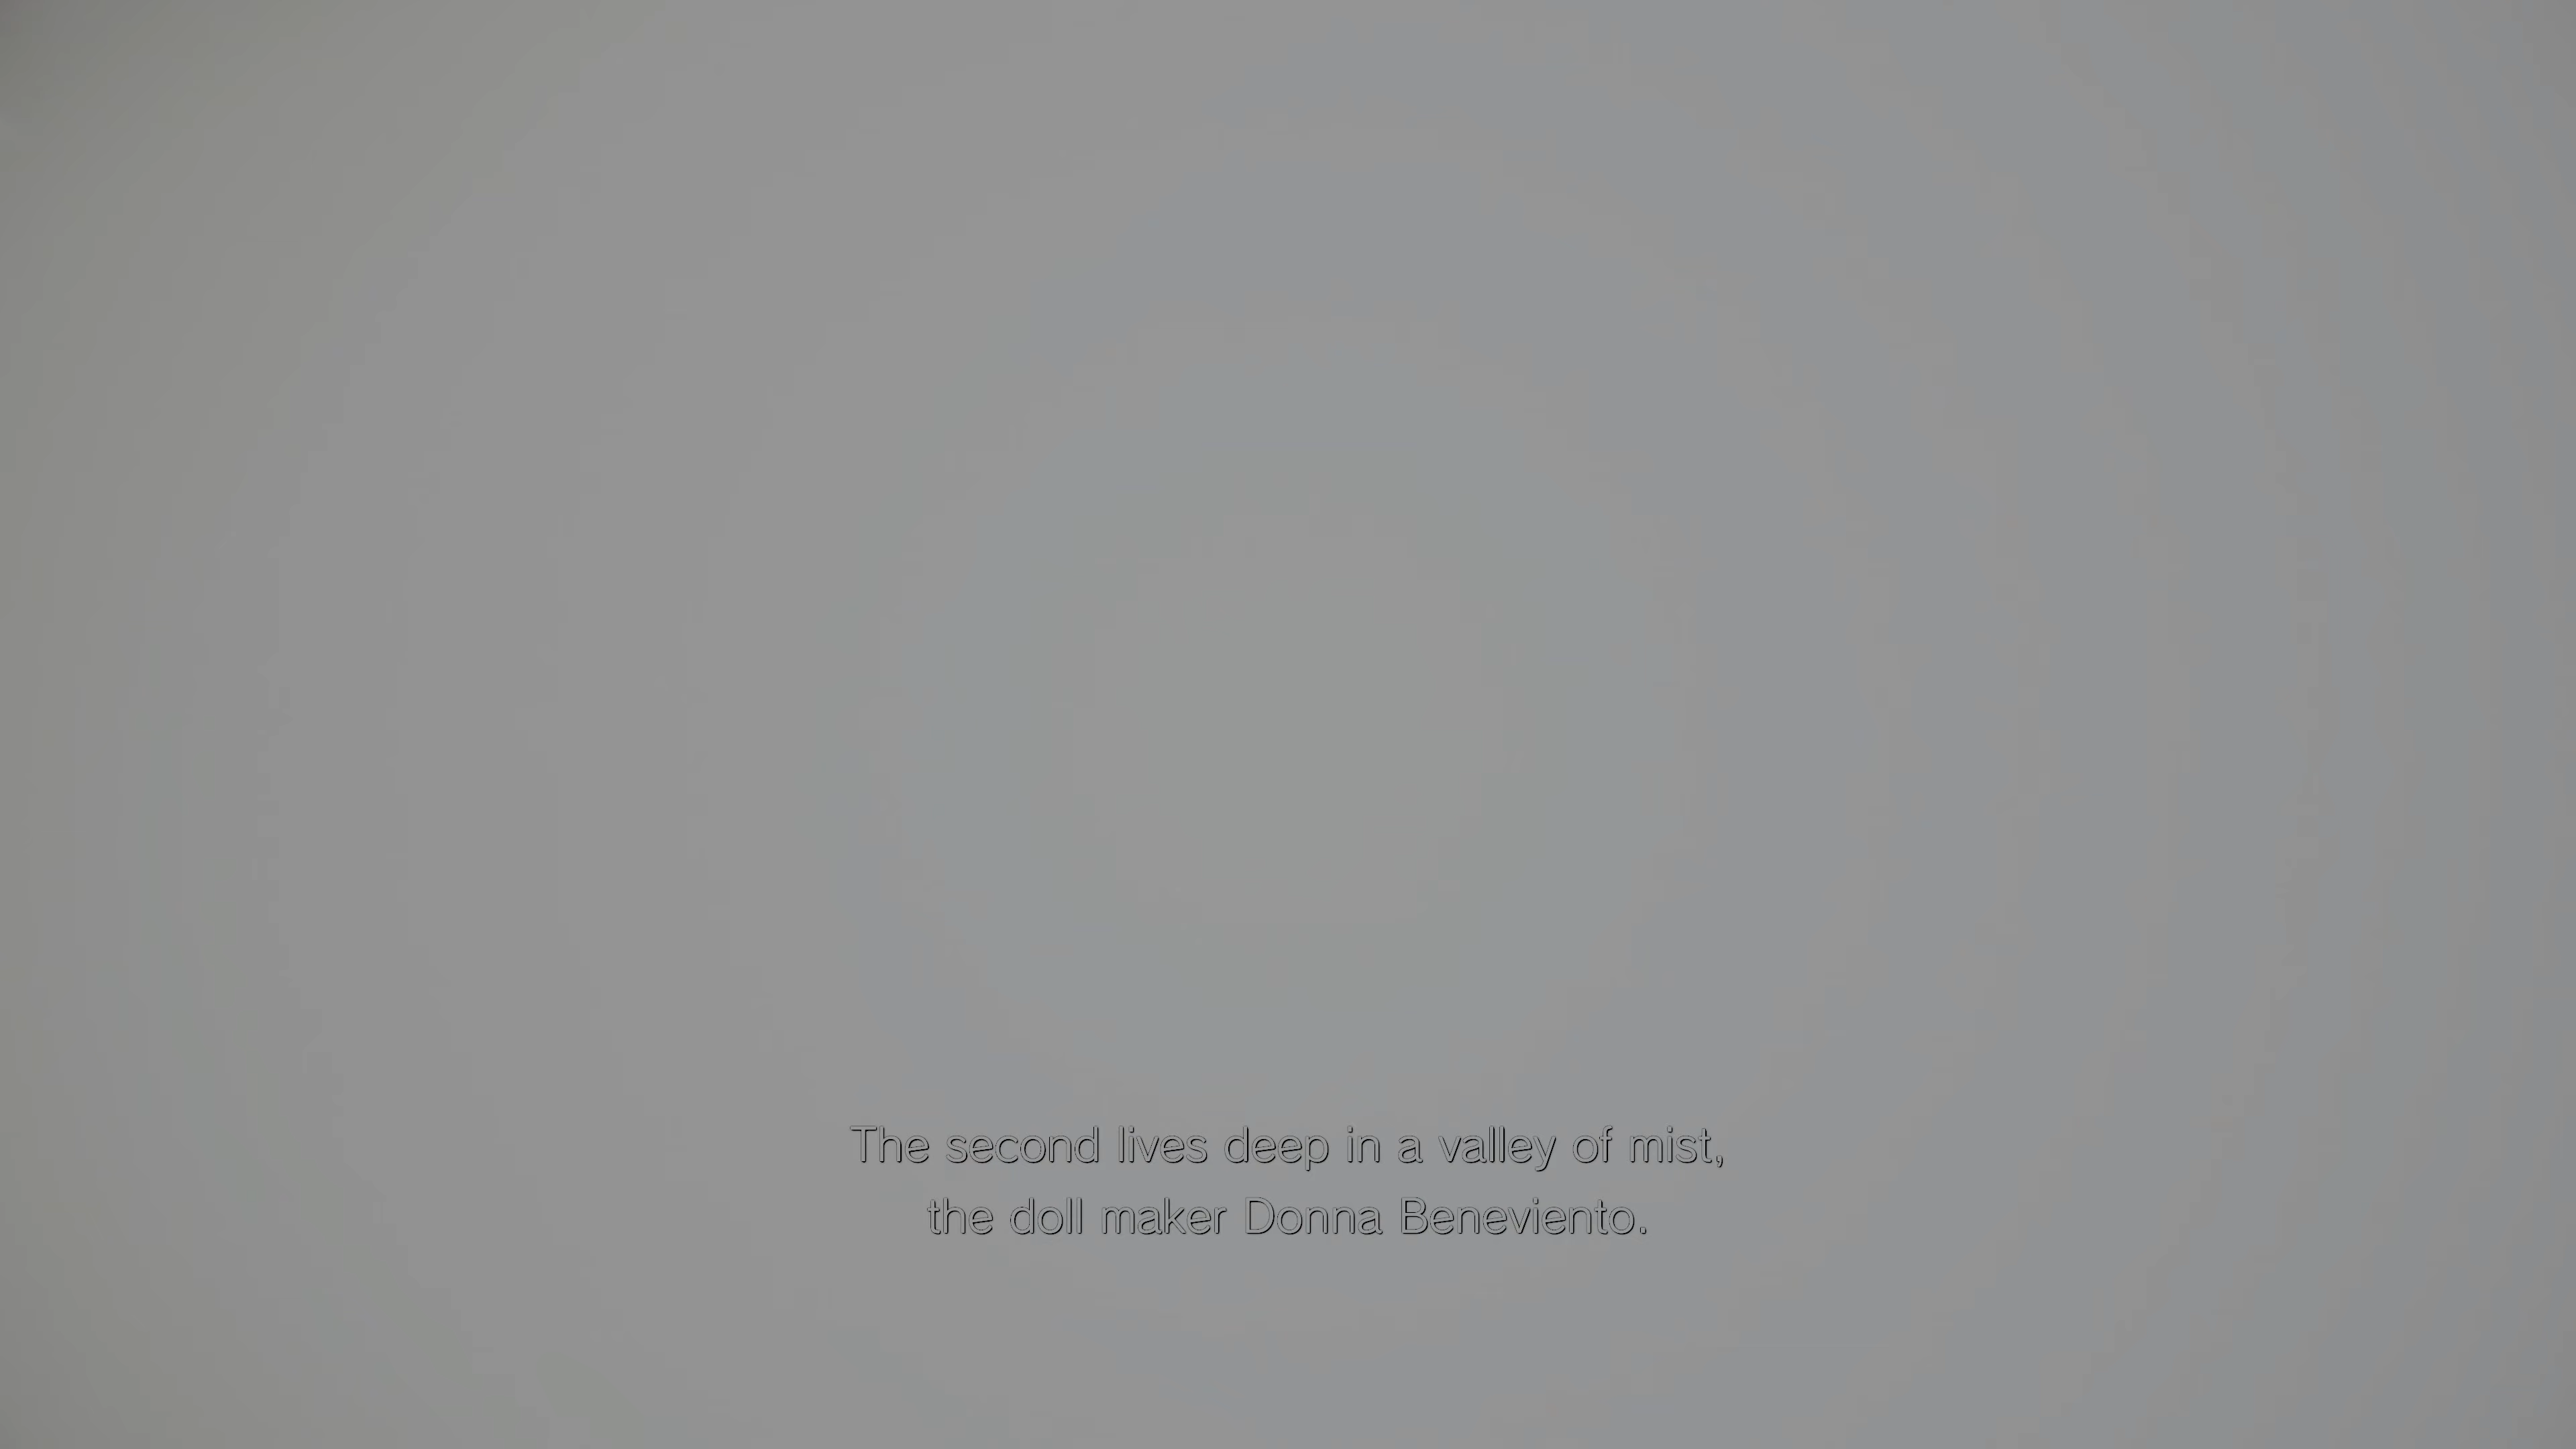 The second lives deep in a valley of mist,
the doll maker Donna Beneviento.